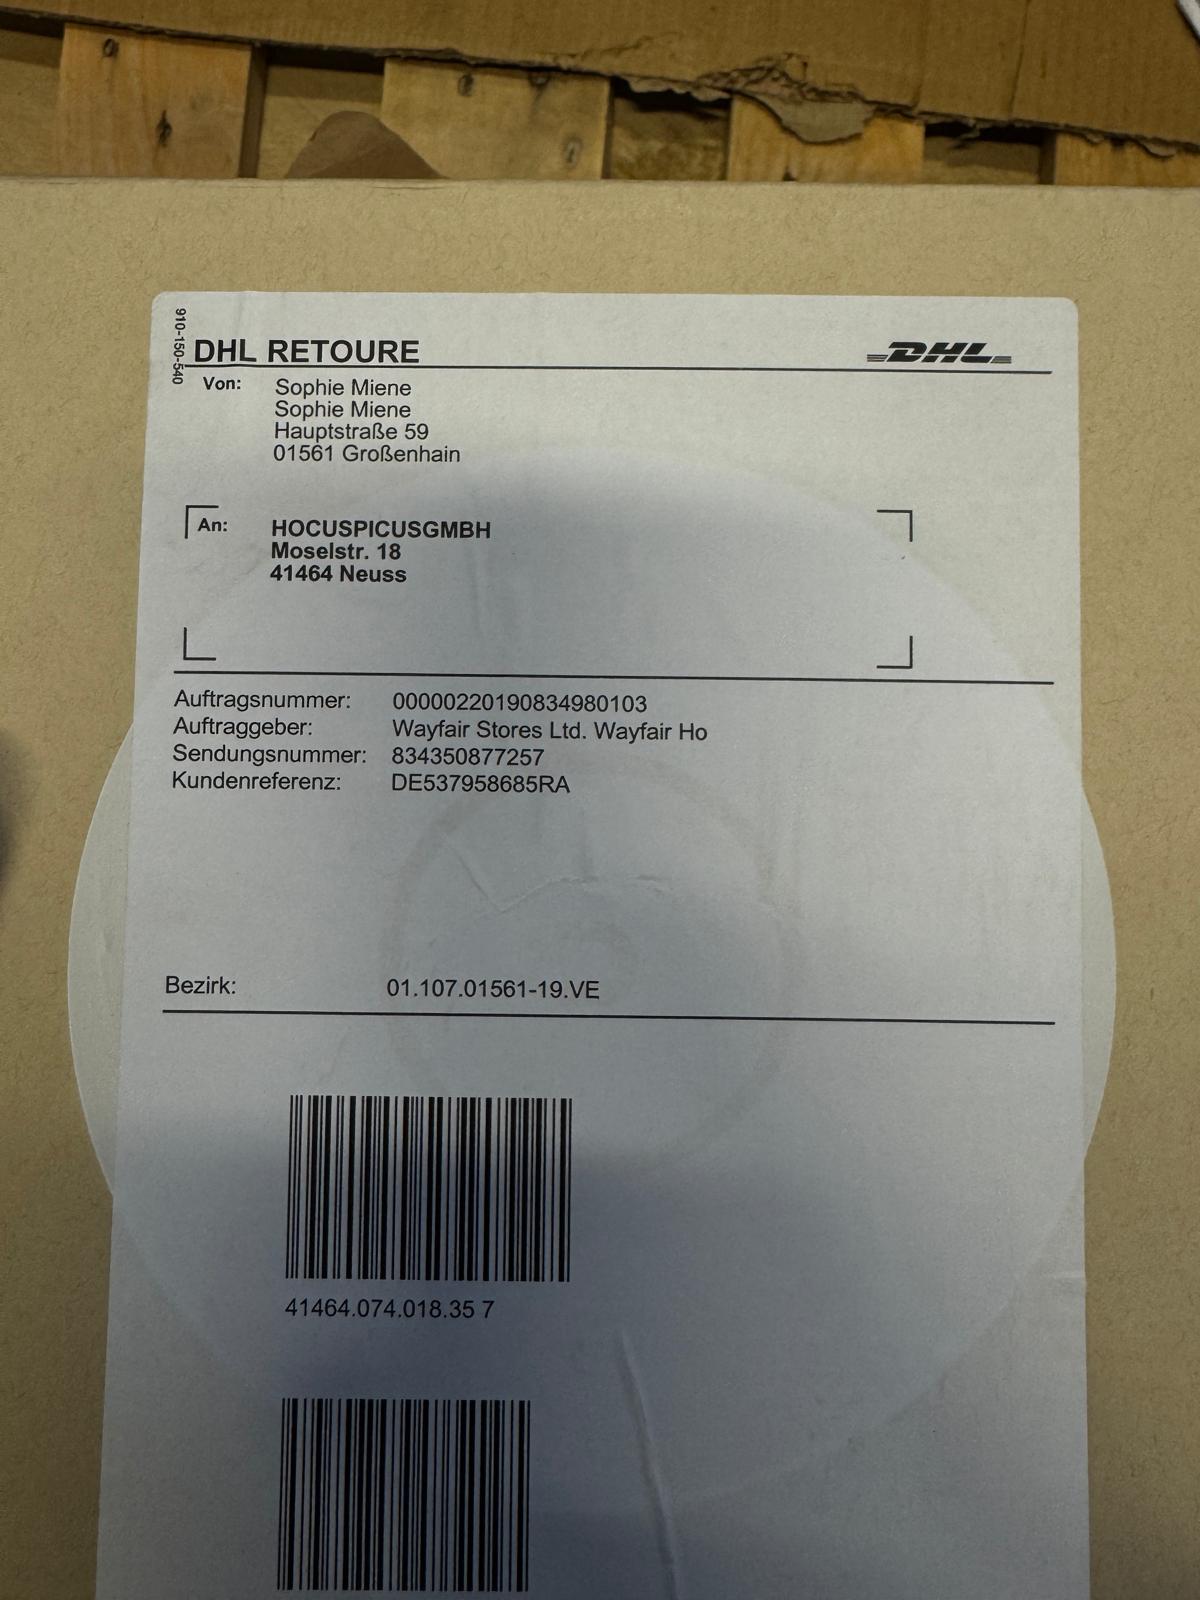 910-150-540
DHL RETOURE
DHL
Von: Sophie Miene
Sophie Miene
Hauptstraße 59
01561 Großenhain
An: HOCUSPICUSGMBH
Moselstr. 18
41464 Neuss
Auftragsnummer: 00000220190834980103
Auftraggeber: Wayfair Stores Ltd. Wayfair Ho
Sendungsnummer: 834350877257
Kundenreferenz: DE537958685RA
Bezirk: 01.107.01561-19.VE
41464.074.018.35 7